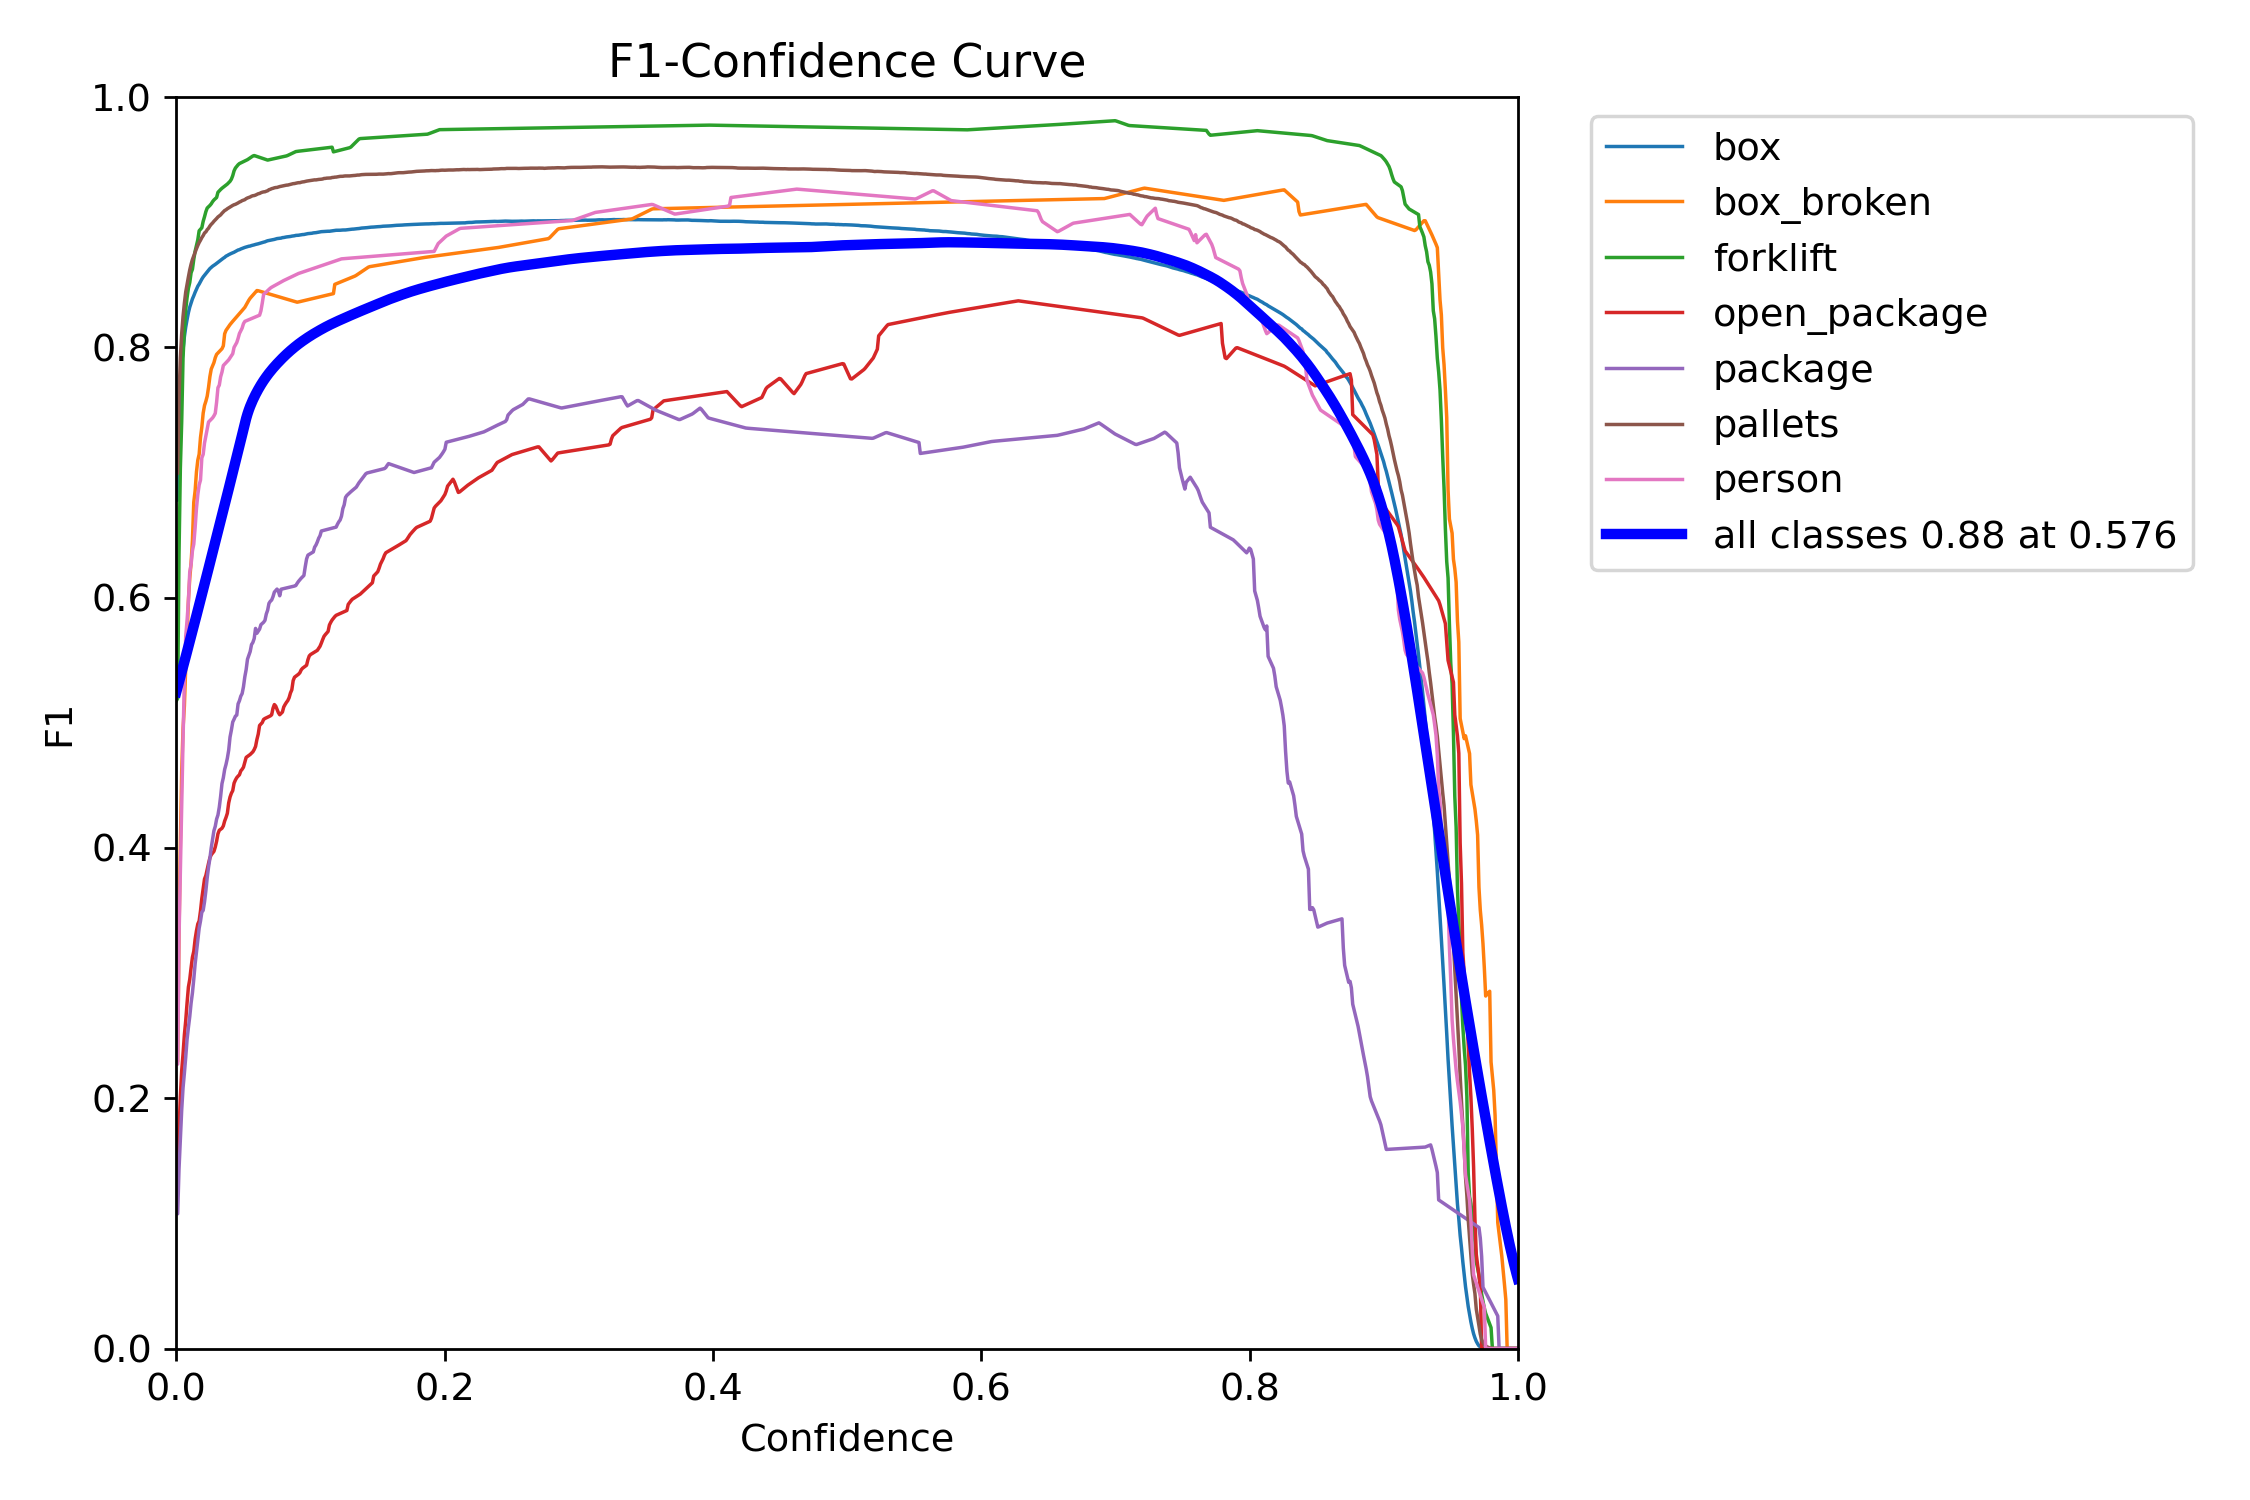 F1-Confidence Curve
1.0
0.8
0.6
0.4
0.2
0.0
F1
0.0 0.2 0.4 0.6 0.8 1.0
Confidence
box
box_broken
forklift
open_package
package
pallets
person
all classes 0.88 at 0.576